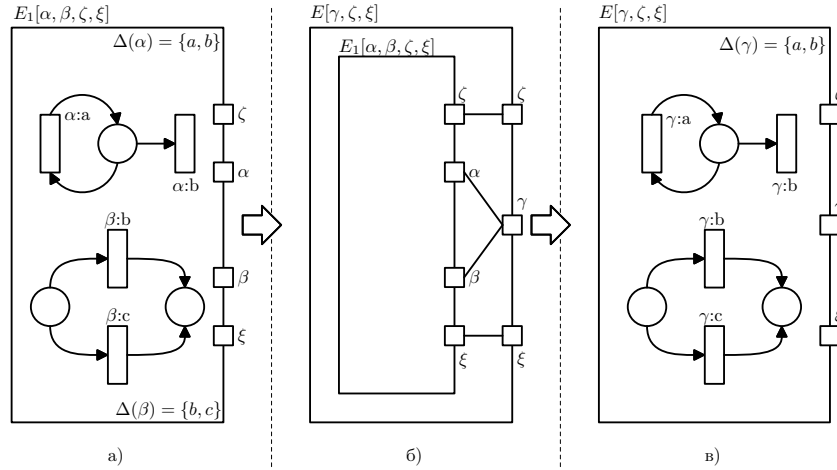 E₁[α, β, ζ, ξ]
Δ(α) = {a, b}
α:a
α:b
ζ
α
β:b
β
β:c
ξ
Δ(β) = {b, c}
а)
E[γ, ζ, ξ]
E₁[α, β, ζ, ξ]
ζ
ζ
α
γ
β
ξ
ξ
б)
E[γ, ζ, ξ]
Δ(γ) = {a, b}
γ:a
γ:b
γ:b
γ:c
в)